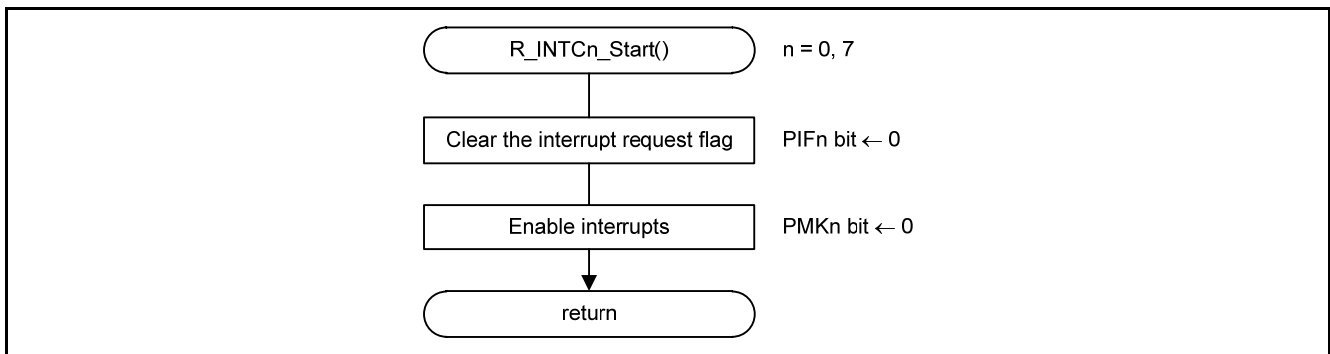 R_INTCn_Start() n = 0, 7
Clear the interrupt request flag PIFn bit ← 0
Enable interrupts PMKn bit ← 0
return